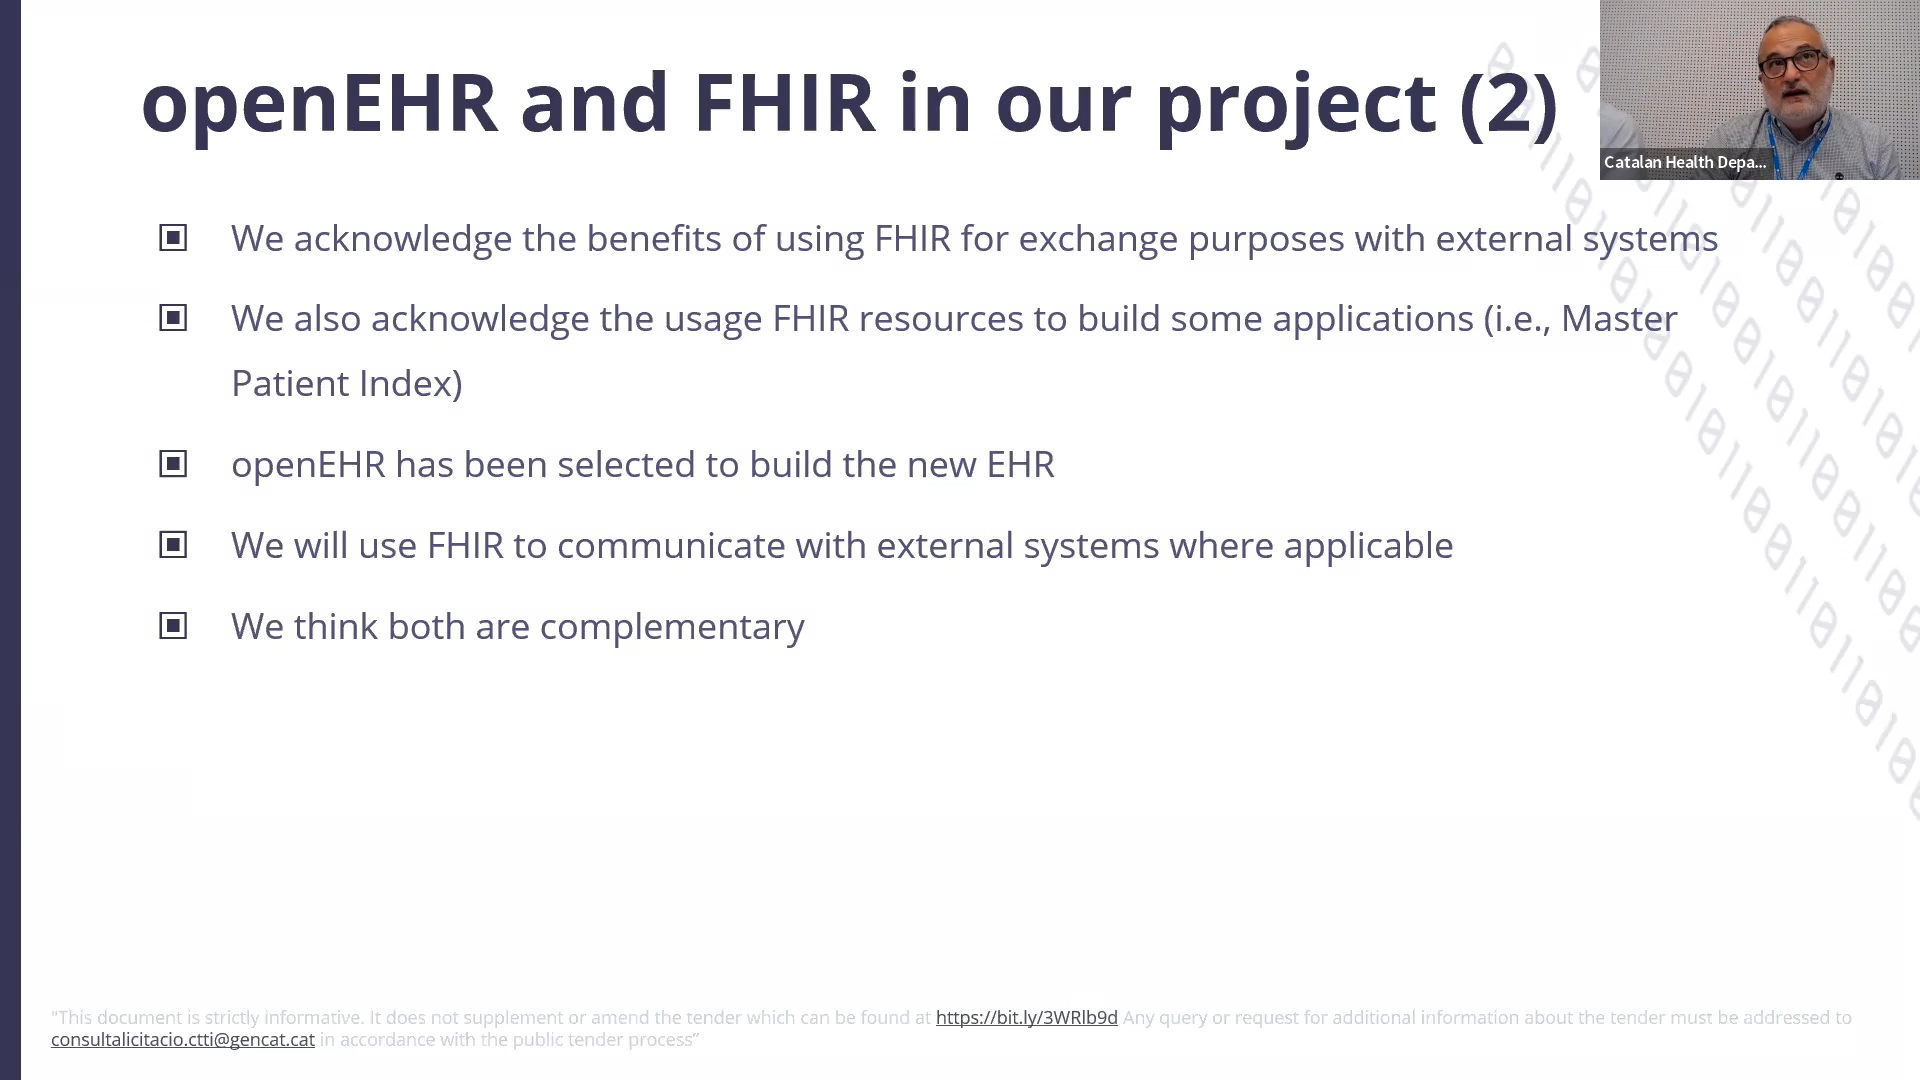 openEHR and FHIR in our project (2)
Catalan Health Depa...
We acknowledge the benefits of using FHIR for exchange purposes with external systems
We also acknowledge the usage FHIR resources to build some applications (i.e., Master
Patient Index)
openEHR has been selected to build the new EHR
We will use FHIR to communicate with external systems where applicable
We think both are complementary
"This document is strictly informative. It does not supplement or amend the tender which can be found at https://bit.ly/3WRlb9d Any query or request for additional information about the tender must be addressed to
consultalicitacio.ctti@gencat.cat in accordance with the public tender process”